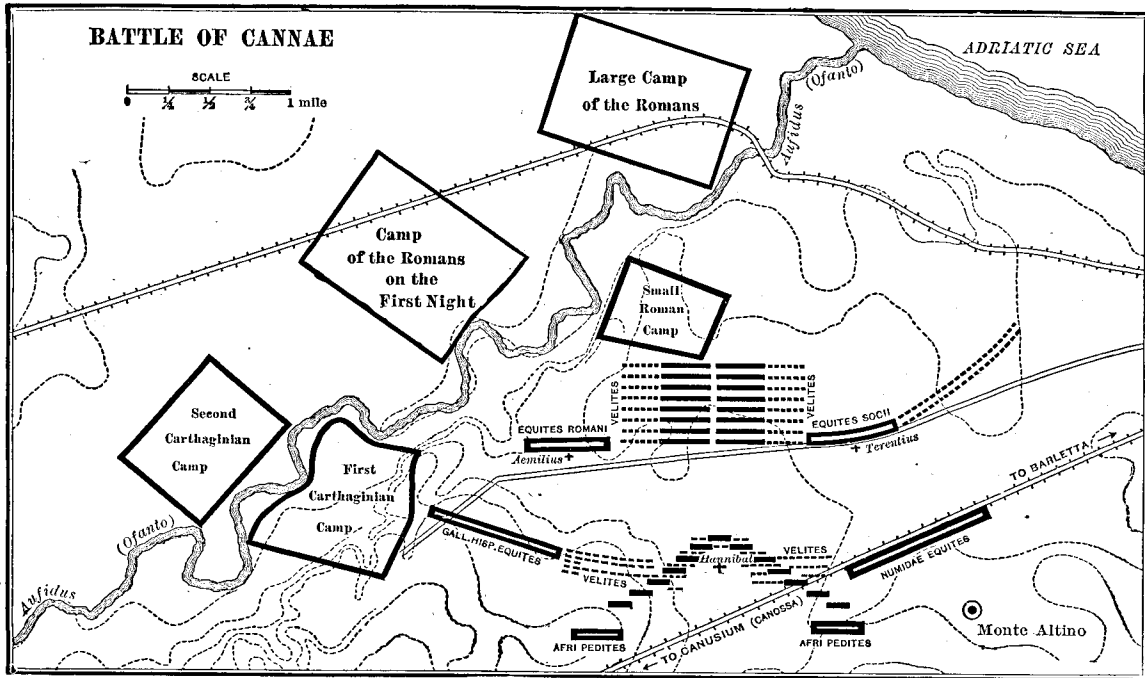 BATTLE OF CANNAE
SCALE
0 ¼ ½ ¾ 1 mile
ADRIATIC SEA
Large Camp
of the Romans
Aufidus
(Ofanto)
Camp
of the Romans
on the
First Night
Small
Roman
Camp
Second
Carthaginian
Camp
First
Carthaginian
Camp
VELITES
VELITES
EQUITES ROMANI
Aemilius
EQUITES SOCII
Terentius
TO BARLETTA
GALL. HISP. EQUITES
VELITES
Hannibal
VELITES
NUMIDAE EQUITES
(Ofanto)
Aufidus
AFRI PEDITES
TO CANUSIUM (CANOSSA)
AFRI PEDITES
Monte Altino